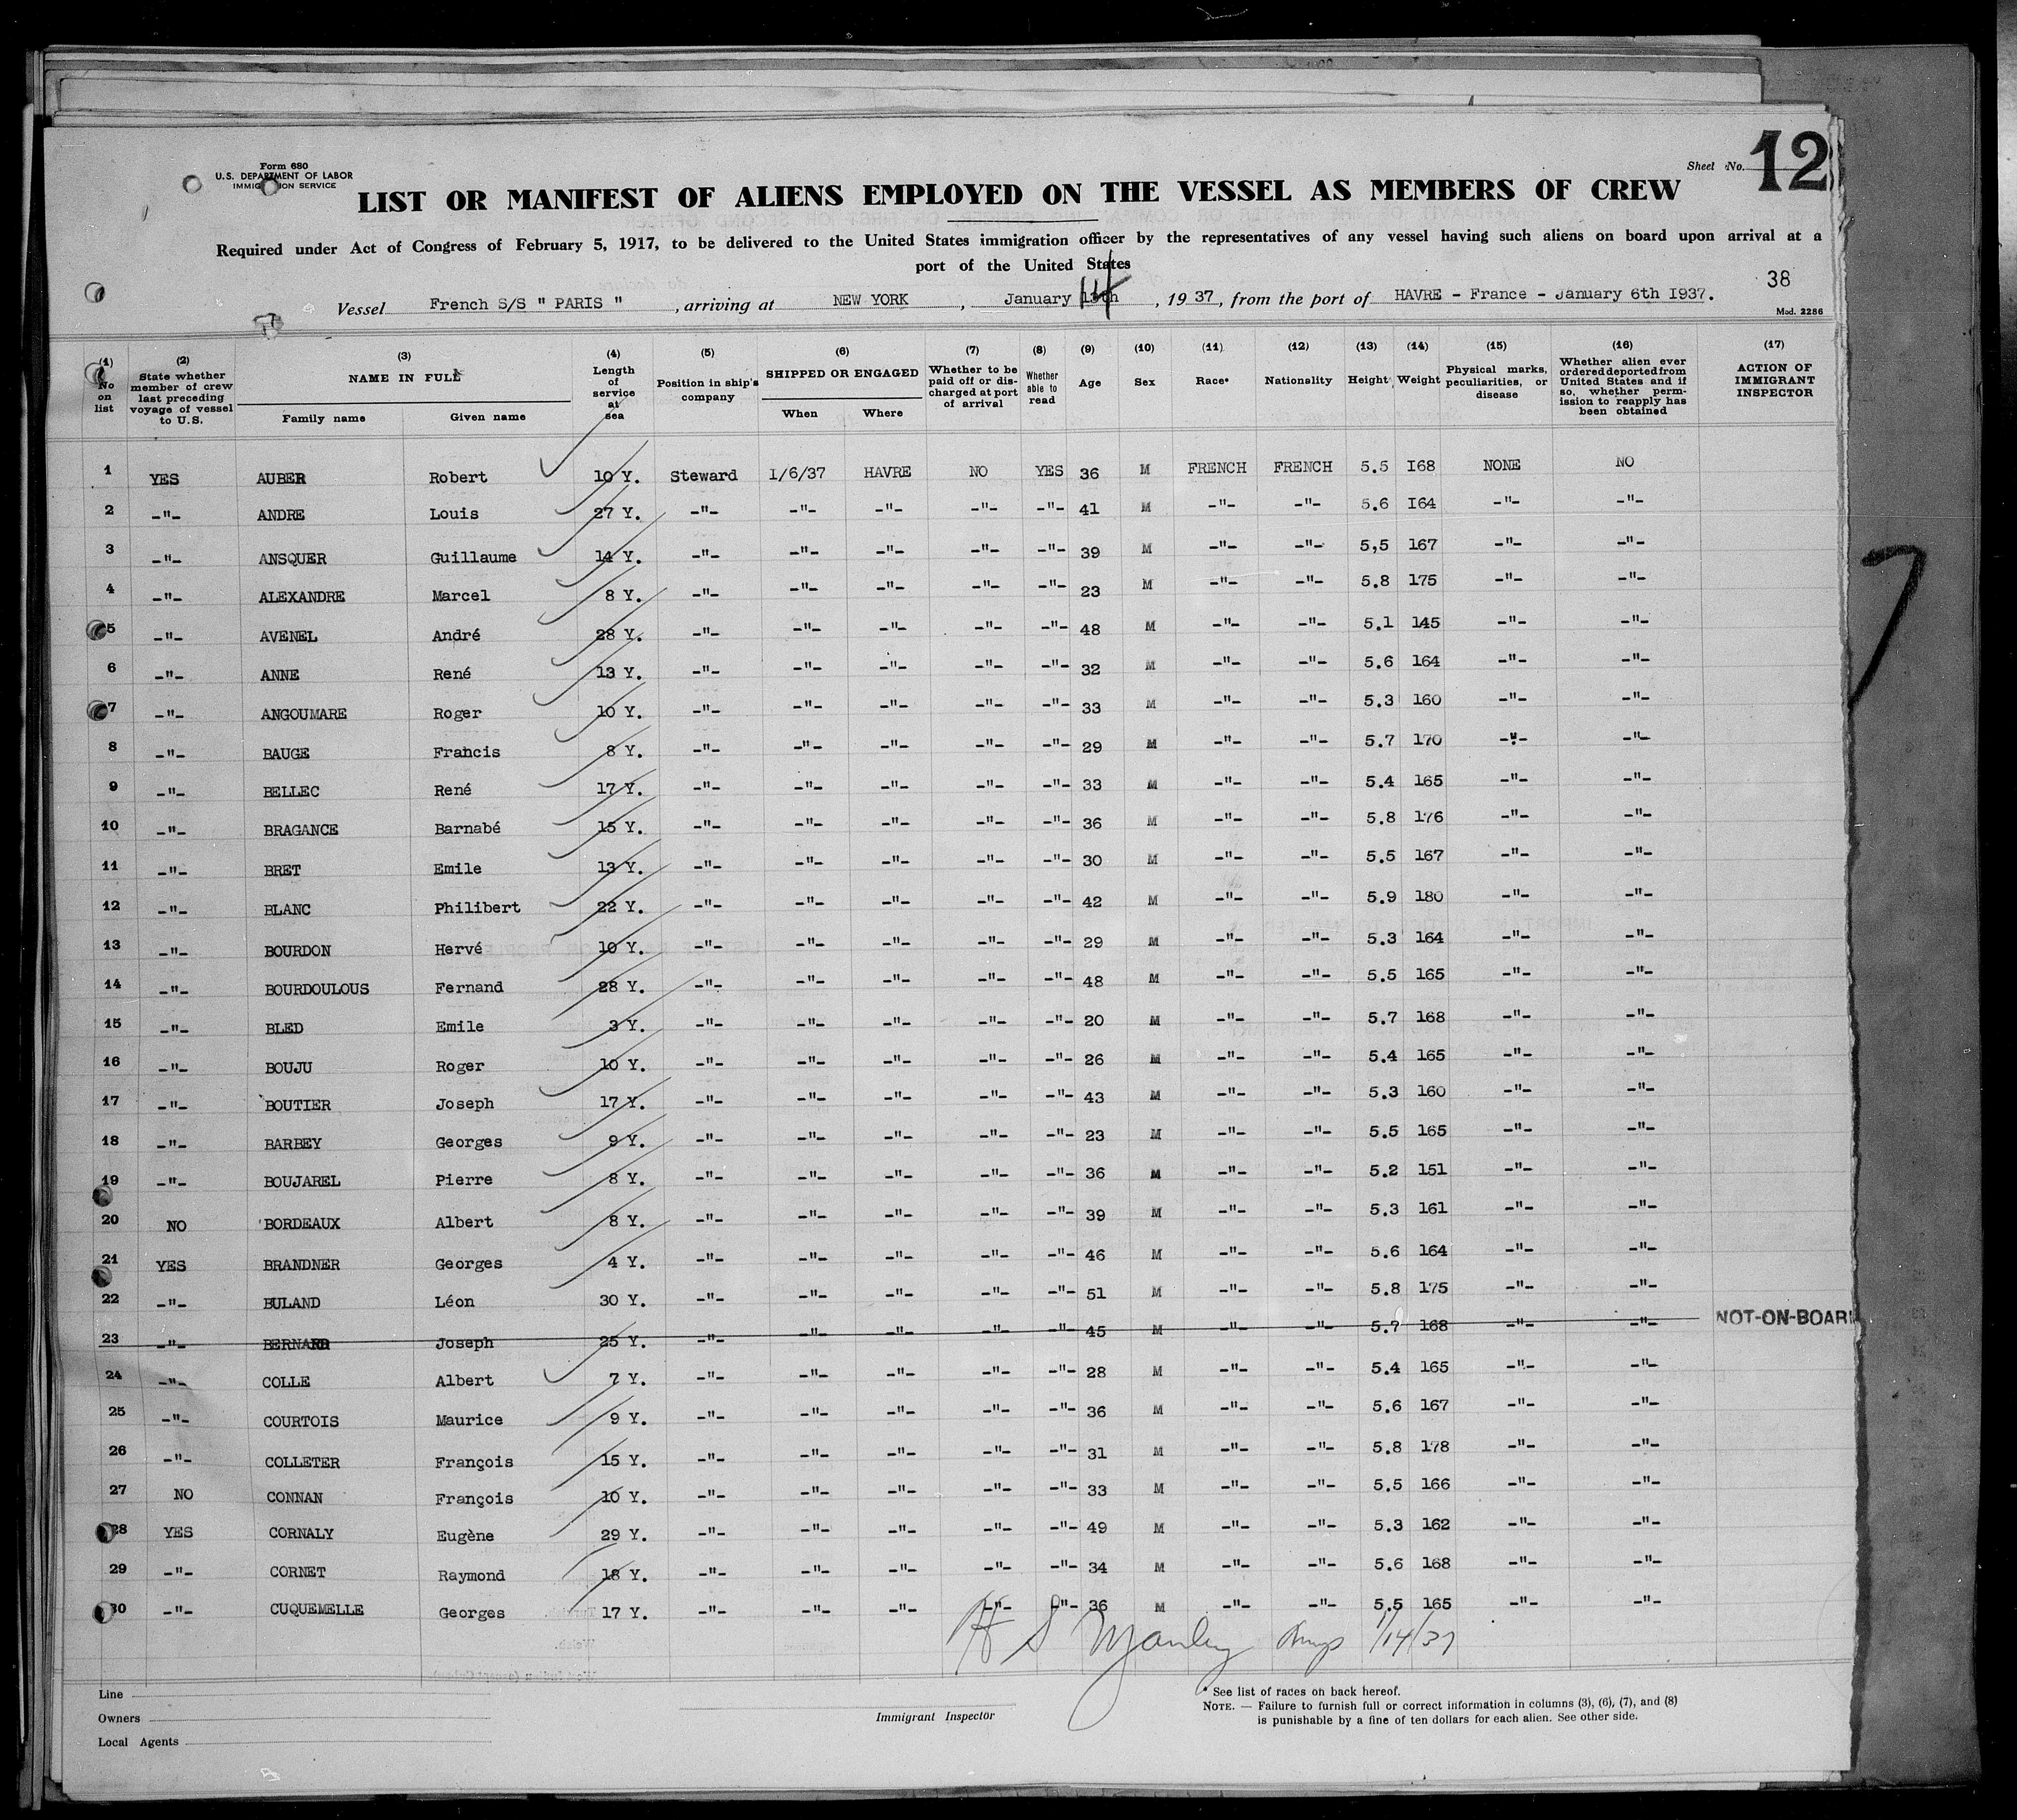 Form 680
U.S. DEPARTMENT OF LABOR
IMMIGRATION SERVICE
Sheet No. 12
LIST OR MANIFEST OF ALIENS EMPLOYED ON THE VESSEL AS MEMBERS OF CREW
Required under Act of Congress of February 5, 1917, to be delivered to the United States immigration officer by the representatives of any vessel having such aliens on board upon arrival at a
port of the United States
38
Vessel French S/S " PARIS " , arriving at NEW YORK , January 13th 14 , 19 37, from the port of HAVRE - France - January 6th I937.
Mod. 2286
(1) No on list (2) State whether member of crew last preceding voyage of vessel to U.S. (3) NAME IN FULL Family name Given name (4) Length of service at sea (5) Position in ship's company (6) SHIPPED OR ENGAGED When Where (7) Whether to be paid off or discharged at port of arrival (8) Whether able to read (9) Age (10) Sex (11) Race* (12) Nationality (13) Height (14) Weight (15) Physical marks, peculiarities, or disease (16) Whether alien ever ordered deported from United States and if so, whether permission to reapply has been obtained (17) ACTION OF IMMIGRANT INSPECTOR
1 YES AUBER Robert 10 Y. Steward I/6/37 HAVRE NO YES 36 M FRENCH FRENCH 5.5 I68 NONE NO
2 -"- ANDRE Louis 27 Y. -"- -"- -"- -"- -"- 41 M -"- -"- 5.6 I64 -"- -"-
3 -"- ANSQUER Guillaume 14 Y. -"- -"- -"- -"- -"- 39 M -"- -"- 5,5 167 -"- -"-
4 -"- ALEXANDRE Marcel 8 Y. -"- -"- -"- -"- -"- 23 M -"- -"- 5.8 175 -"- -"-
5 -"- AVENEL André 28 Y. -"- -"- -"- -"- -"- 48 M -"- -"- 5.1 145 -"- -"-
6 -"- ANNE René 13 Y. -"- -"- -"- -"- -"- 32 M -"- -"- 5.6 164 -"- -"-
7 -"- ANGOUMARE Roger 10 Y. -"- -"- -"- -"- -"- 33 M -"- -"- 5.3 160 -"- -"-
8 -"- BAUGE Francis 8 Y. -"- -"- -"- -"- -"- 29 M -"- -"- 5.7 170 -"- -"-
9 -"- BELLEC René 17 Y. -"- -"- -"- -"- -"- 33 M -"- -"- 5.4 165 -"- -"-
10 -"- BRAGANCE Barnabé 15 Y. -"- -"- -"- -"- -"- 36 M -"- -"- 5.8 176 -"- -"-
11 -"- BRET Emile 13 Y. -"- -"- -"- -"- -"- 30 M -"- -"- 5.5 167 -"- -"-
12 -"- BLANC Philibert 22 Y. -"- -"- -"- -"- -"- 42 M -"- -"- 5.9 180 -"- -"-
13 -"- BOURDON Hervé 10 Y. -"- -"- -"- -"- -"- 29 M -"- -"- 5.3 164 -"- -"-
14 -"- BOURDOULOUS Fernand 28 Y. -"- -"- -"- -"- -"- 48 M -"- -"- 5.5 165 -"- -"-
15 -"- BLED Emile 3 Y. -"- -"- -"- -"- -"- 20 M -"- -"- 5.7 168 -"- -"-
16 -"- BOUJU Roger 10 Y. -"- -"- -"- -"- -"- 26 M -"- -"- 5.4 165 -"- -"-
17 -"- BOUTIER Joseph 17 Y. -"- -"- -"- -"- -"- 43 M -"- -"- 5.3 160 -"- -"-
18 -"- BARBEY Georges 9 Y. -"- -"- -"- -"- -"- 23 M -"- -"- 5.5 165 -"- -"-
19 -"- BOUJAREL Pierre 8 Y. -"- -"- -"- -"- -"- 36 M -"- -"- 5.2 151 -"- -"-
20 NO BORDEAUX Albert 8 Y. -"- -"- -"- -"- -"- 39 M -"- -"- 5.3 161 -"- -"-
21 YES BRANDNER Georges 4 Y. -"- -"- -"- -"- -"- 46 M -"- -"- 5.6 164 -"- -"-
22 -"- BULAND Léon 30 Y. -"- -"- -"- -"- -"- 51 M -"- -"- 5.8 175 -"- -"-
23 -"- BERNARD Joseph 25 Y. -"- -"- -"- -"- -"- 45 M -"- -"- 5.7 168 -"- -"- NOT-ON-BOARD
24 -"- COLLE Albert 7 Y. -"- -"- -"- -"- -"- 28 M -"- -"- 5.4 165 -"- -"-
25 -"- COURTOIS Maurice 9 Y. -"- -"- -"- -"- -"- 36 M -"- -"- 5.6 167 -"- -"-
26 -"- COLLETER François 15 Y. -"- -"- -"- -"- -"- 31 M -"- -"- 5.8 178 -"- -"-
27 NO CONNAN François 10 Y. -"- -"- -"- -"- -"- 33 M -"- -"- 5.5 166 -"- -"-
28 YES CORNALY Eugène 29 Y. -"- -"- -"- -"- -"- 49 M -"- -"- 5.3 162 -"- -"-
29 -"- CORNET Raymond 18 Y. -"- -"- -"- -"- -"- 34 M -"- -"- 5.6 168 -"- -"-
30 -"- CUQUEMELLE Georges 17 Y. -"- -"- -"- -"- -"- 36 M -"- -"- 5.5 165 -"- -"-
H S Manley Insp 1/14/37
Line
Owners
Local Agents
Immigrant Inspector
* See list of races on back hereof.
NOTE. — Failure to furnish full or correct information in columns (3), (6), (7), and (8)
is punishable by a fine of ten dollars for each alien. See other side.